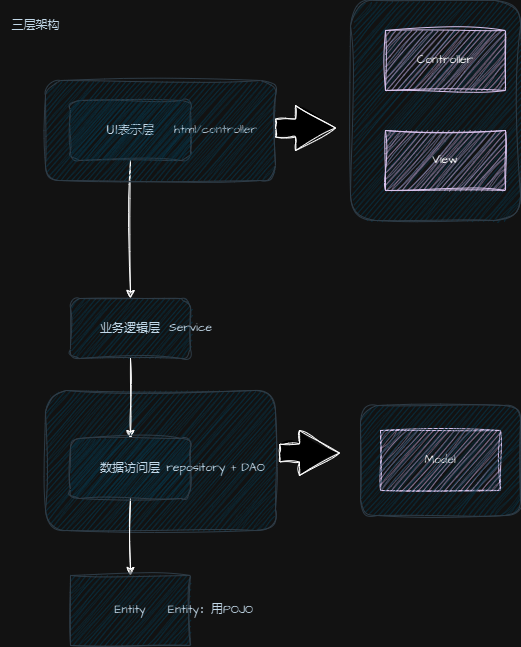 三层架构
Controller
UI表示层 html/controller
View
业务逻辑层 Service
数据访问层 repository + DAO
Model
Entity Entity：用POJO